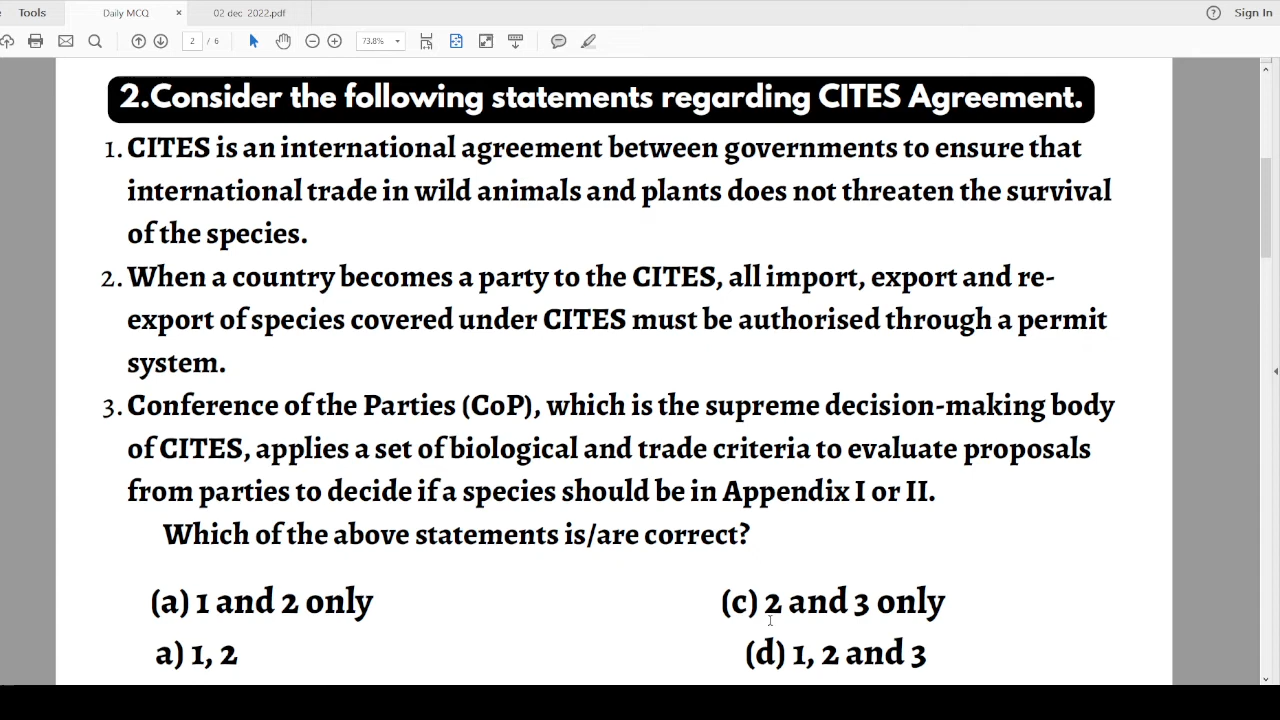 Tools
Daily MCQ
02 dec 2022.pdf
Sign In
2 / 6
73.8%
2.Consider the following statements regarding CITES Agreement.
1. CITES is an international agreement between governments to ensure that
international trade in wild animals and plants does not threaten the survival
of the species.
2. When a country becomes a party to the CITES, all import, export and re-
export of species covered under CITES must be authorised through a permit
system.
3. Conference of the Parties (CoP), which is the supreme decision-making body
of CITES, applies a set of biological and trade criteria to evaluate proposals
from parties to decide if a species should be in Appendix I or II.
Which of the above statements is/are correct?
(a) 1 and 2 only
(c) 2 and 3 only
a) 1, 2
(d) 1, 2 and 3